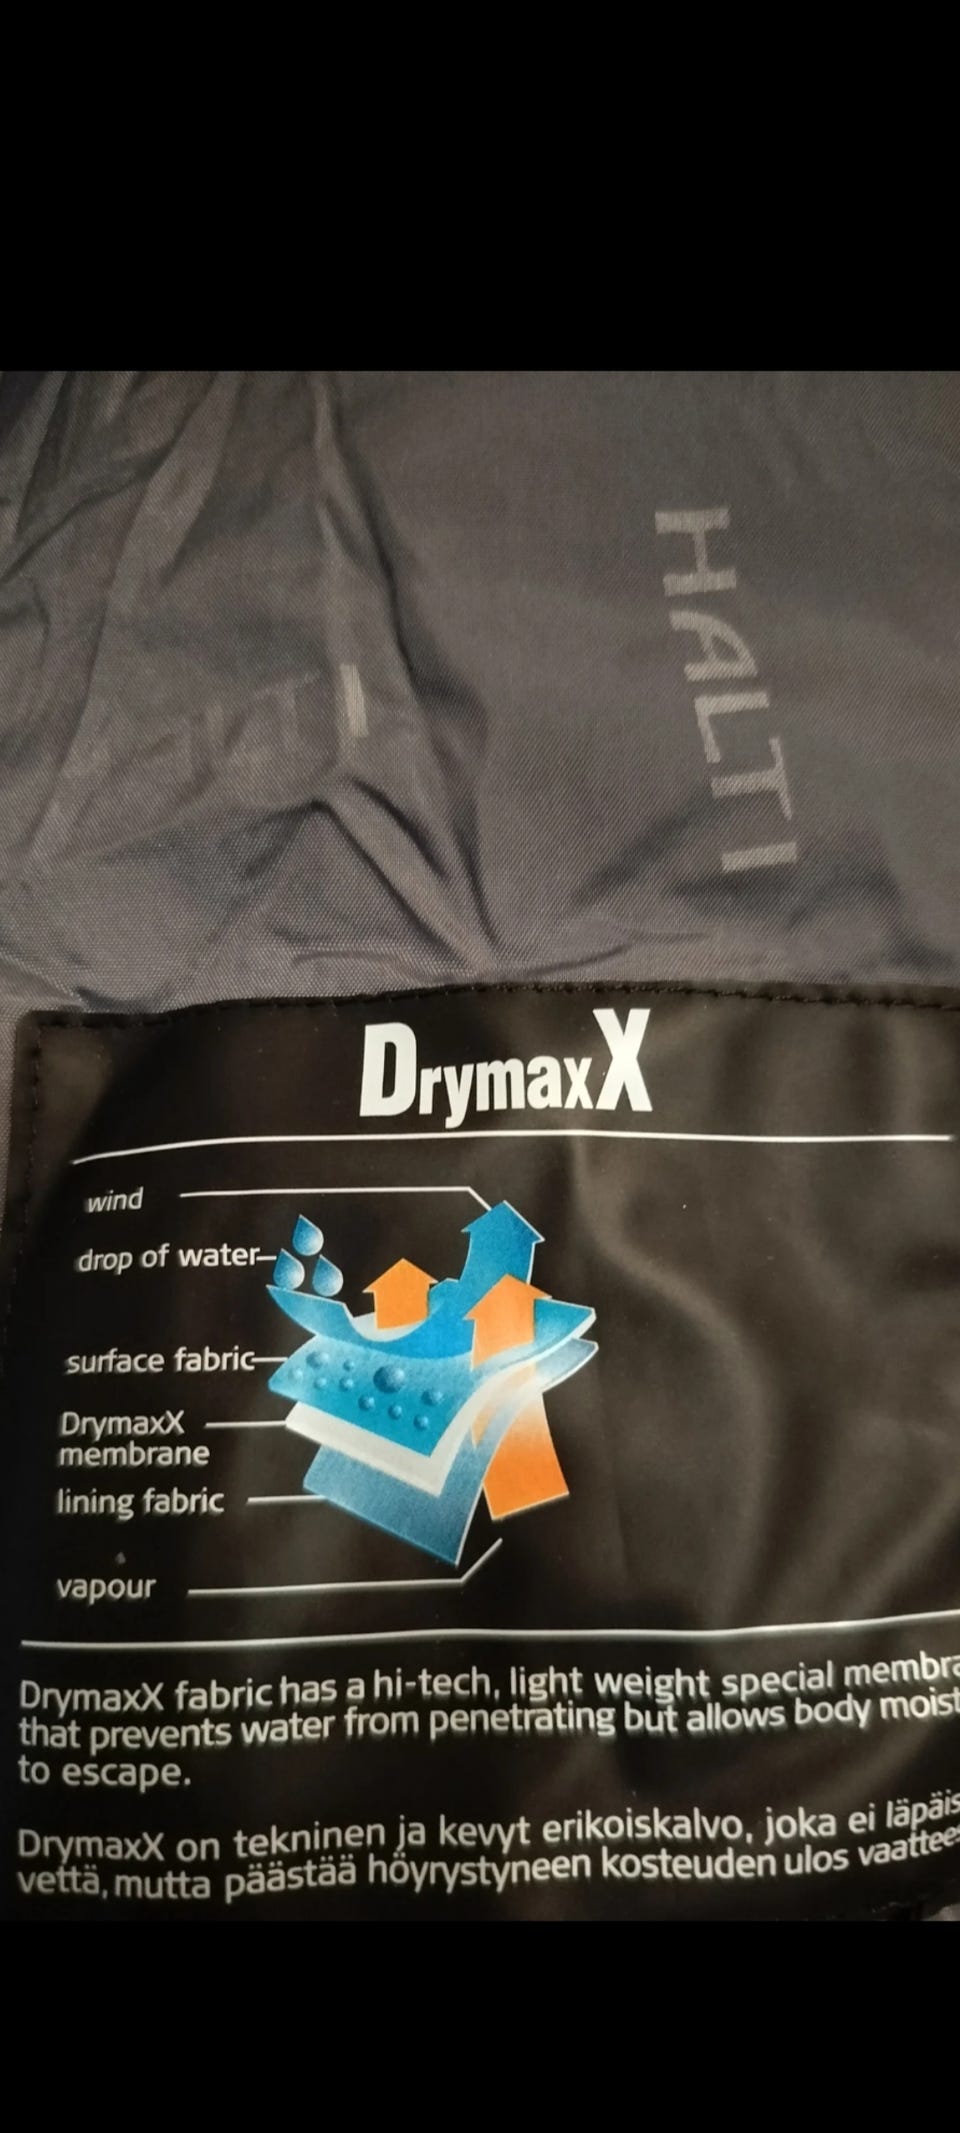 HALTI
DrymaxX
wind
drop of water
surface fabric
DrymaxX
membrane
lining fabric
vapour
DrymaxX fabric has a hi-tech, light weight special
that prevents water from penetrating but allows body
to escape.
DrymaxX on tekninen ja kevyt erikoiskalvo, joka ei
vettä, mutta päästää höyrystyneen kosteuden ulos